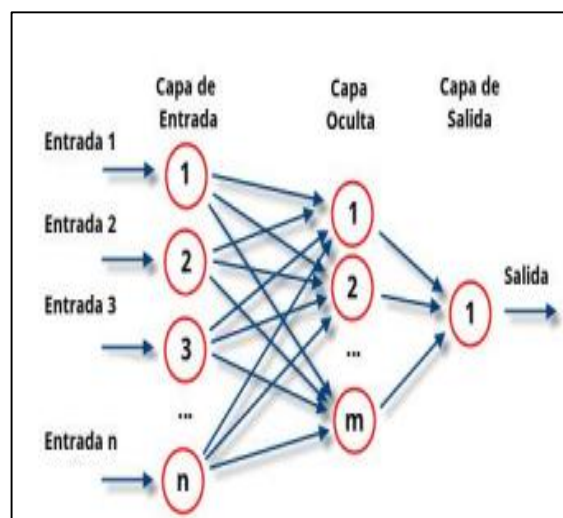 Capa de
Entrada
Capa
Oculta
Capa de
Salida
Entrada 1
1
Entrada 2
2
Entrada 3
3
...
Entrada n
n
1
2
...
m
1
Salida